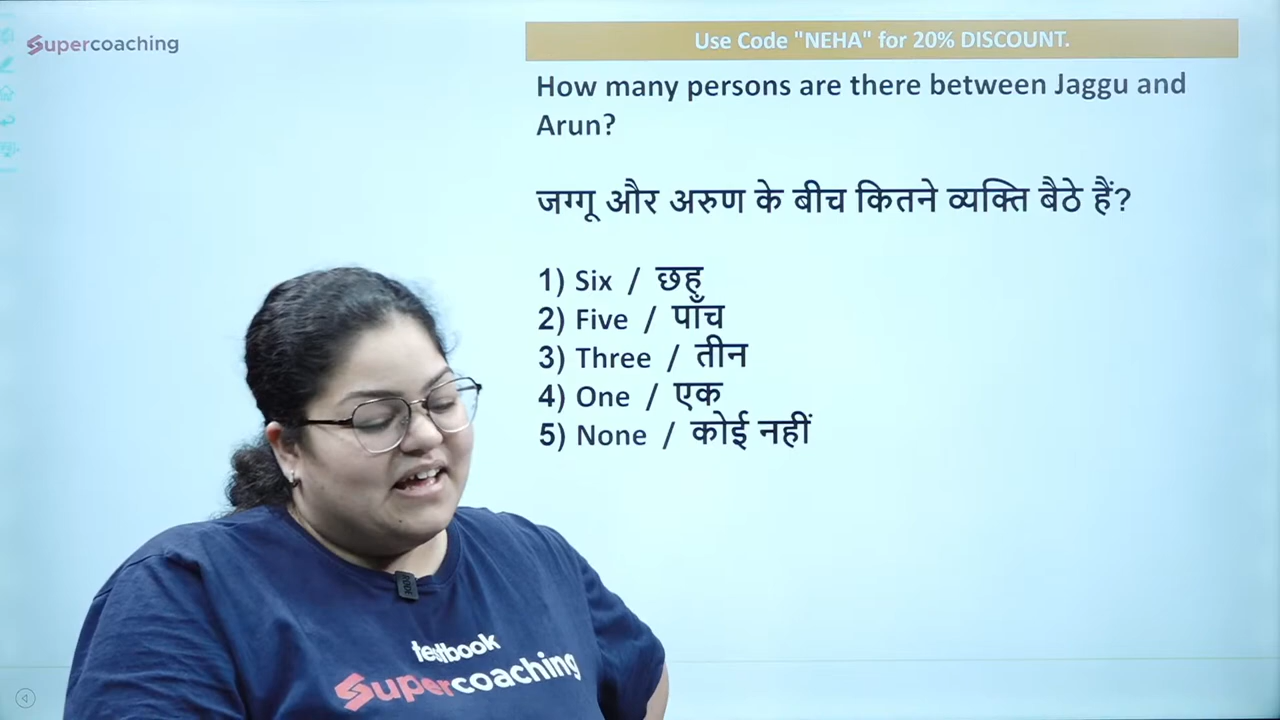 Supercoaching
Use Code "NEHA" for 20% DISCOUNT.
How many persons are there between Jaggu and
Arun?
जग्गू और अरुण के बीच कितने व्यक्ति बैठे हैं?
1) Six / छह
2) Five / पाँच
3) Three / तीन
4) One / एक
5) None / कोई नहीं
RODE
testbook
Supercoaching